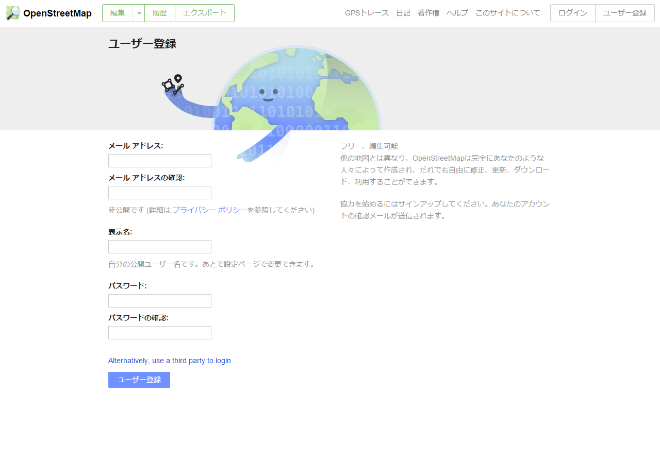 OpenStreetMap
編集
履歴
エクスポート
GPSトレース
日記
著作権
ヘルプ
このサイトについて
ログイン
ユーザー登録
ユーザー登録
メール アドレス:
メール アドレスの確認:
非公開です (詳細は プライバシー ポリシーを参照してください)
表示名:
自分の公開ユーザー名です。あとで設定ページで変更できます。
パスワード:
パスワードの確認:
Alternatively, use a third party to login
ユーザー登録
フリー、編集可能
他の地図とは異なり、OpenStreetMapは完全にあなたのような
人々によって作成され、だれでも自由に修正、更新、ダウンロー
ド、利用することができます。
協力を始めるにはサインアップしてください。あなたのアカウン
トの確認メールが送信されます。